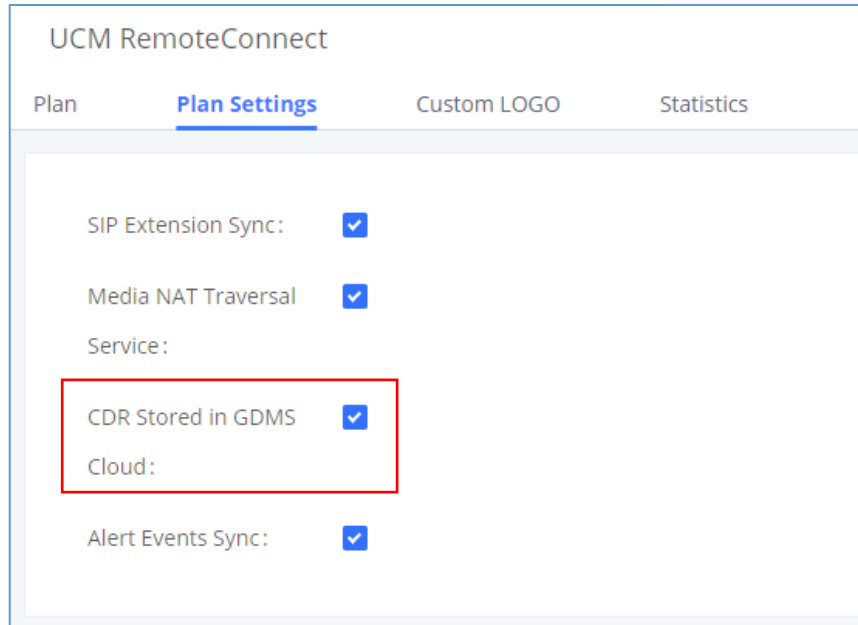 UCM RemoteConnect
Plan Plan Settings Custom LOGO Statistics
SIP Extension Sync:
Media NAT Traversal
Service:
CDR Stored in GDMS
Cloud:
Alert Events Sync: